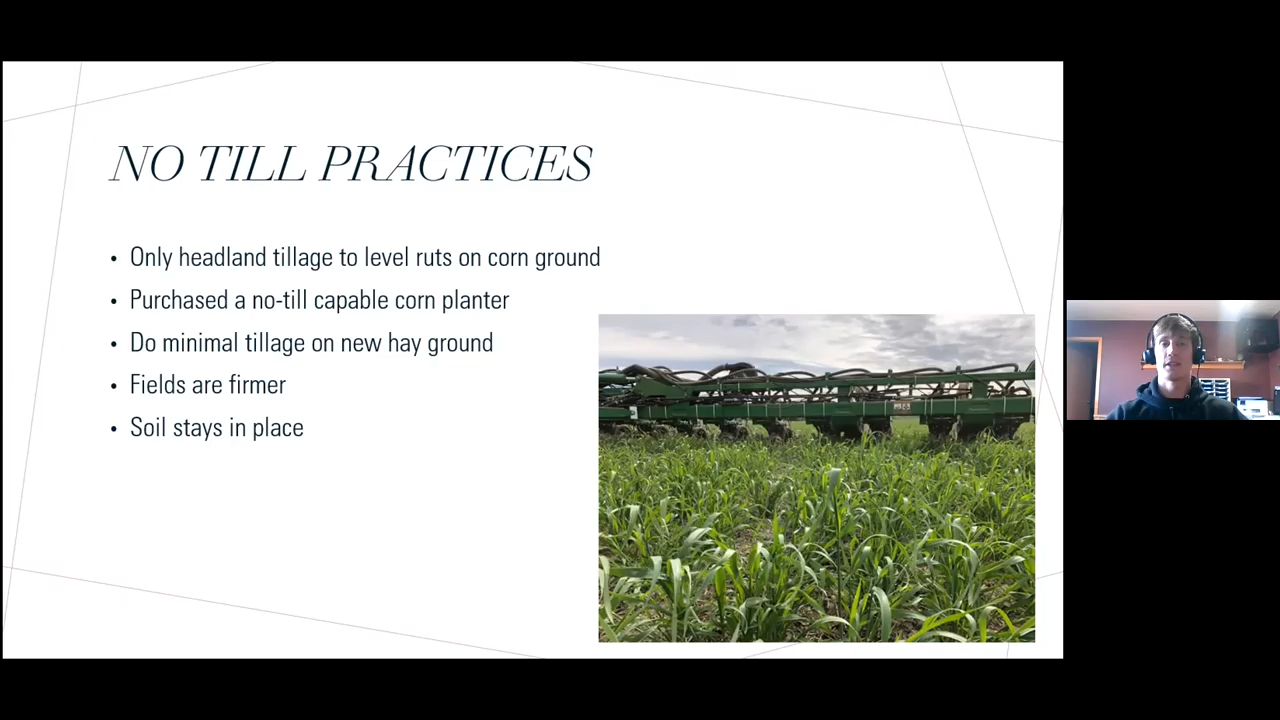 NO TILL PRACTICES
• Only headland tillage to level ruts on corn ground
• Purchased a no-till capable corn planter
• Do minimal tillage on new hay ground
• Fields are firmer
• Soil stays in place